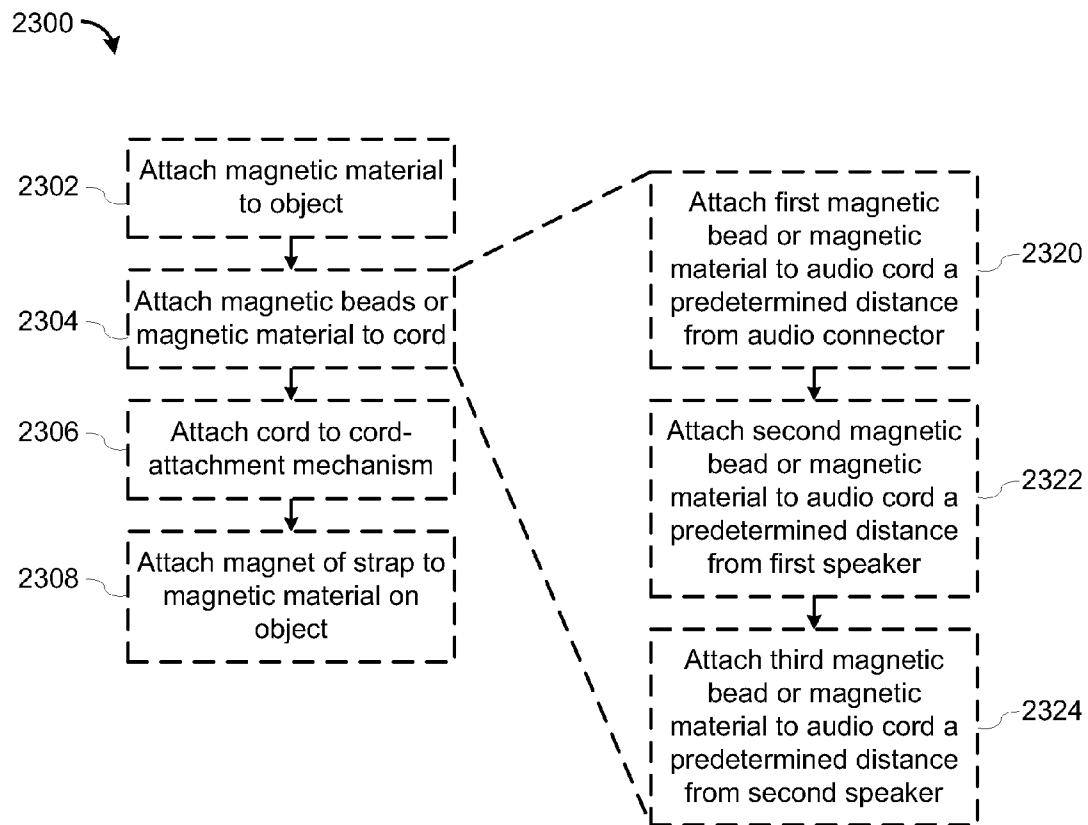 2300
2302
Attach magnetic material
to object
2304
Attach magnetic beads or
magnetic material to cord
2306
Attach cord to cord-
attachment mechanism
2308
Attach magnet of strap to
magnetic material on
object
Attach first magnetic
bead or magnetic
material to audio cord a
predetermined distance
from audio connector
2320
Attach second magnetic
bead or magnetic
material to audio cord a
predetermined distance
from first speaker
2322
Attach third magnetic
bead or magnetic
material to audio cord a
predetermined distance
from second speaker
2324